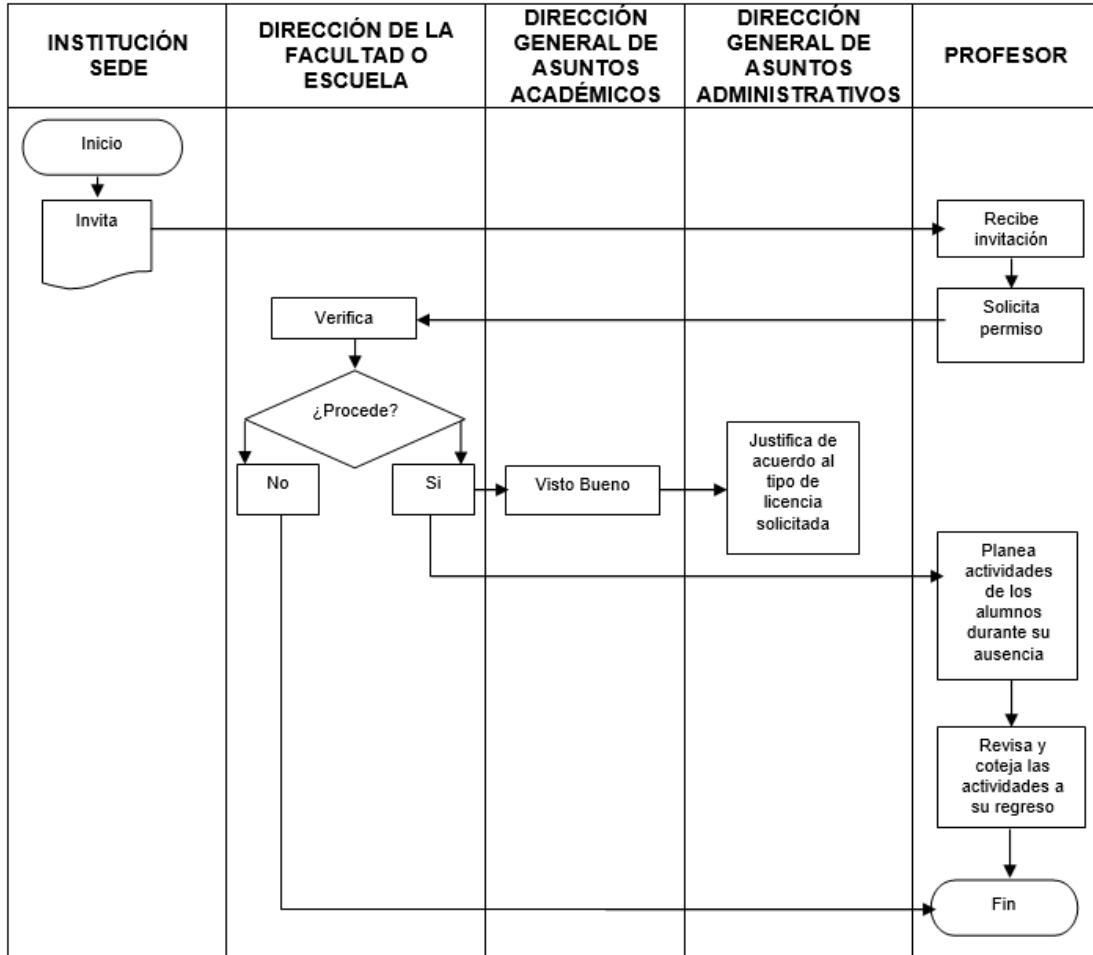 INSTITUCIÓN
SEDE
DIRECCIÓN DE LA
FACULTAD O
ESCUELA
DIRECCIÓN
GENERAL DE
ASUNTOS
ACADÉMICOS
DIRECCIÓN
GENERAL DE
ASUNTOS
ADMINISTRATIVOS
PROFESOR
Inicio
Invita
Recibe
invitación
Solicita
permiso
Verifica
¿Procede?
No
Si
Visto Bueno
Justifica de
acuerdo al
tipo de
licencia
solicitada
Planea
actividades
de los
alumnos
durante su
ausencia
Revisa y
coteja las
actividades a
su regreso
Fin